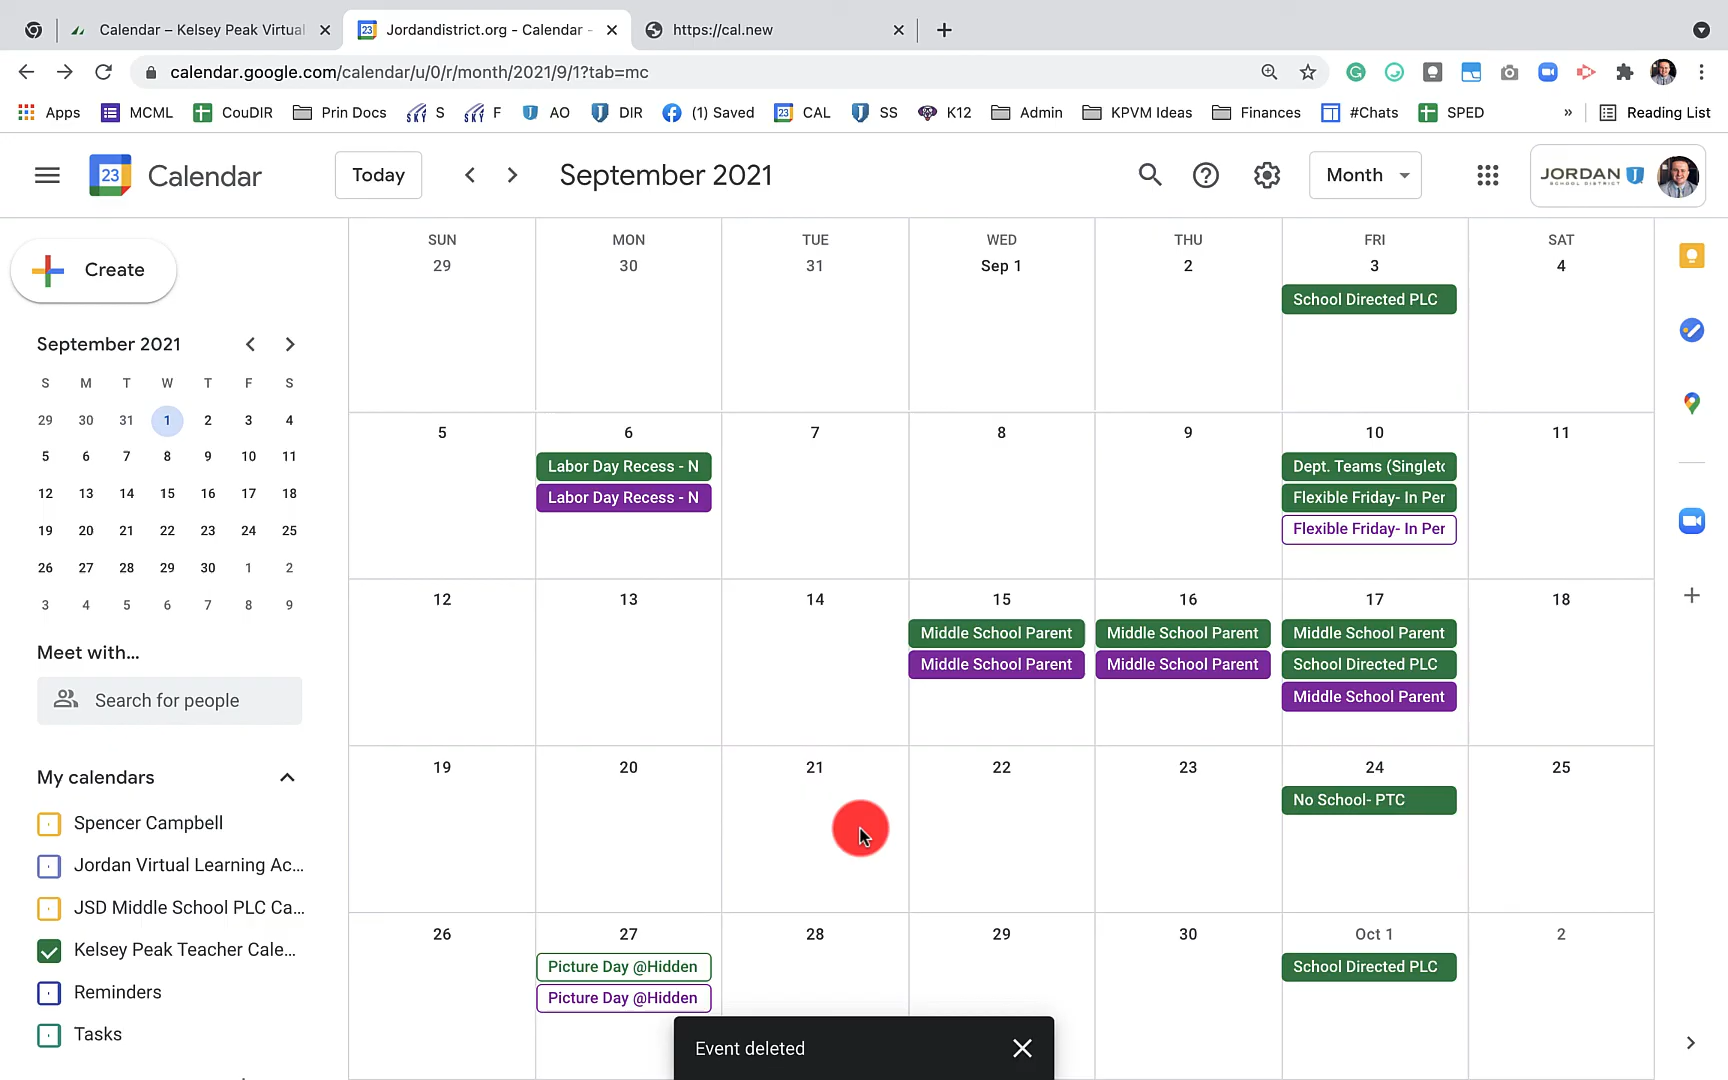 Calendar – Kelsey Peak Virtual
Jordandistrict.org - Calendar -
https://cal.new
calendar.google.com/calendar/u/0/r/month/2021/9/1?tab=mc
Apps MCML CouDIR Prin Docs S F AO DIR (1) Saved CAL SS K12 Admin KPVM Ideas Finances #Chats SPED » Reading List
23 Calendar Today September 2021 Month JORDAN
SCHOOL DISTRICT
Create
September 2021
S M T W T F S
29 30 31 1 2 3 4
5 6 7 8 9 10 11
12 13 14 15 16 17 18
19 20 21 22 23 24 25
26 27 28 29 30 1 2
3 4 5 6 7 8 9
Meet with...
Search for people
My calendars
Spencer Campbell
Jordan Virtual Learning Ac...
JSD Middle School PLC Ca...
Kelsey Peak Teacher Cale...
Reminders
Tasks
SUN MON TUE WED THU FRI SAT
29 30 31 Sep 1 2 3 4
School Directed PLC
5 6 7 8 9 10 11
Labor Day Recess - N Dept. Teams (Singletc
Labor Day Recess - N Flexible Friday- In Per
Flexible Friday- In Per
12 13 14 15 16 17 18
Middle School Parent Middle School Parent Middle School Parent
Middle School Parent Middle School Parent School Directed PLC
Middle School Parent
19 20 21 22 23 24 25
No School- PTC
26 27 28 29 30 Oct 1 2
Picture Day @Hidden School Directed PLC
Picture Day @Hidden
Event deleted